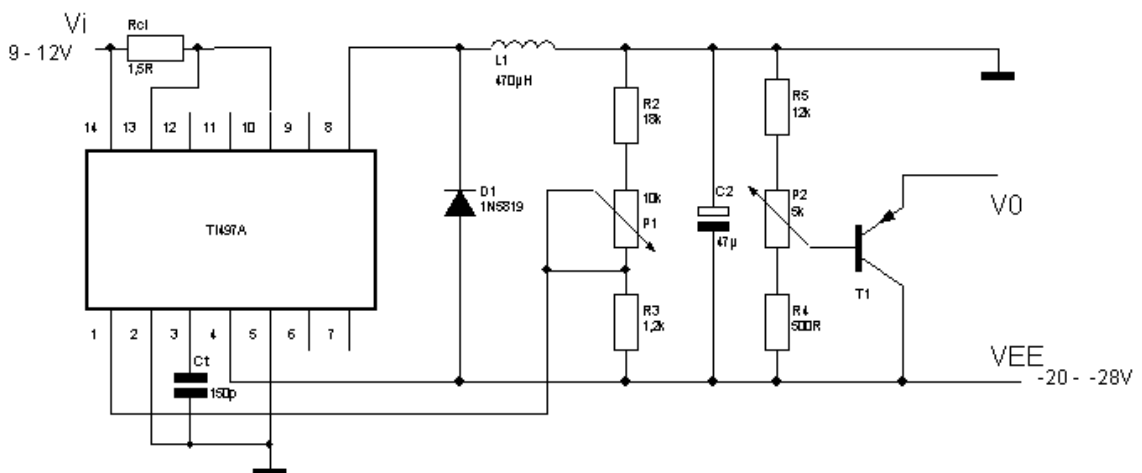 Vi
9 - 12V
Rcl
1,5R
L1
470µH
R2
18k
R5
12k
14 13 12 11 10 9 8
TL497A
D1
1N5819
10k
P1
C2
47µ
P2
5k
V0
T1
R3
1,2k
R4
500R
1 2 3 4 5 6 7
Ct
150p
VEE
-20 - -28V